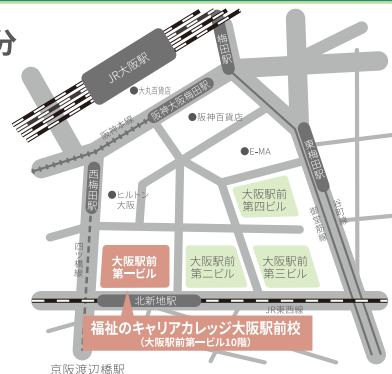 分
JR大阪駅
梅田駅
大丸百貨店
阪神大阪梅田駅
阪神本線
阪神百貨店
E-MA
東梅田駅
西梅田駅
ヒルトン
大阪
大阪駅前
第四ビル
谷町線
御堂筋線
四ツ橋線
大阪駅前
第一ビル
大阪駅前
第二ビル
大阪駅前
第三ビル
北新地駅
JR東西線
福祉のキャリアカレッジ大阪駅前校
（大阪駅前第一ビル10階）
京阪渡辺橋駅